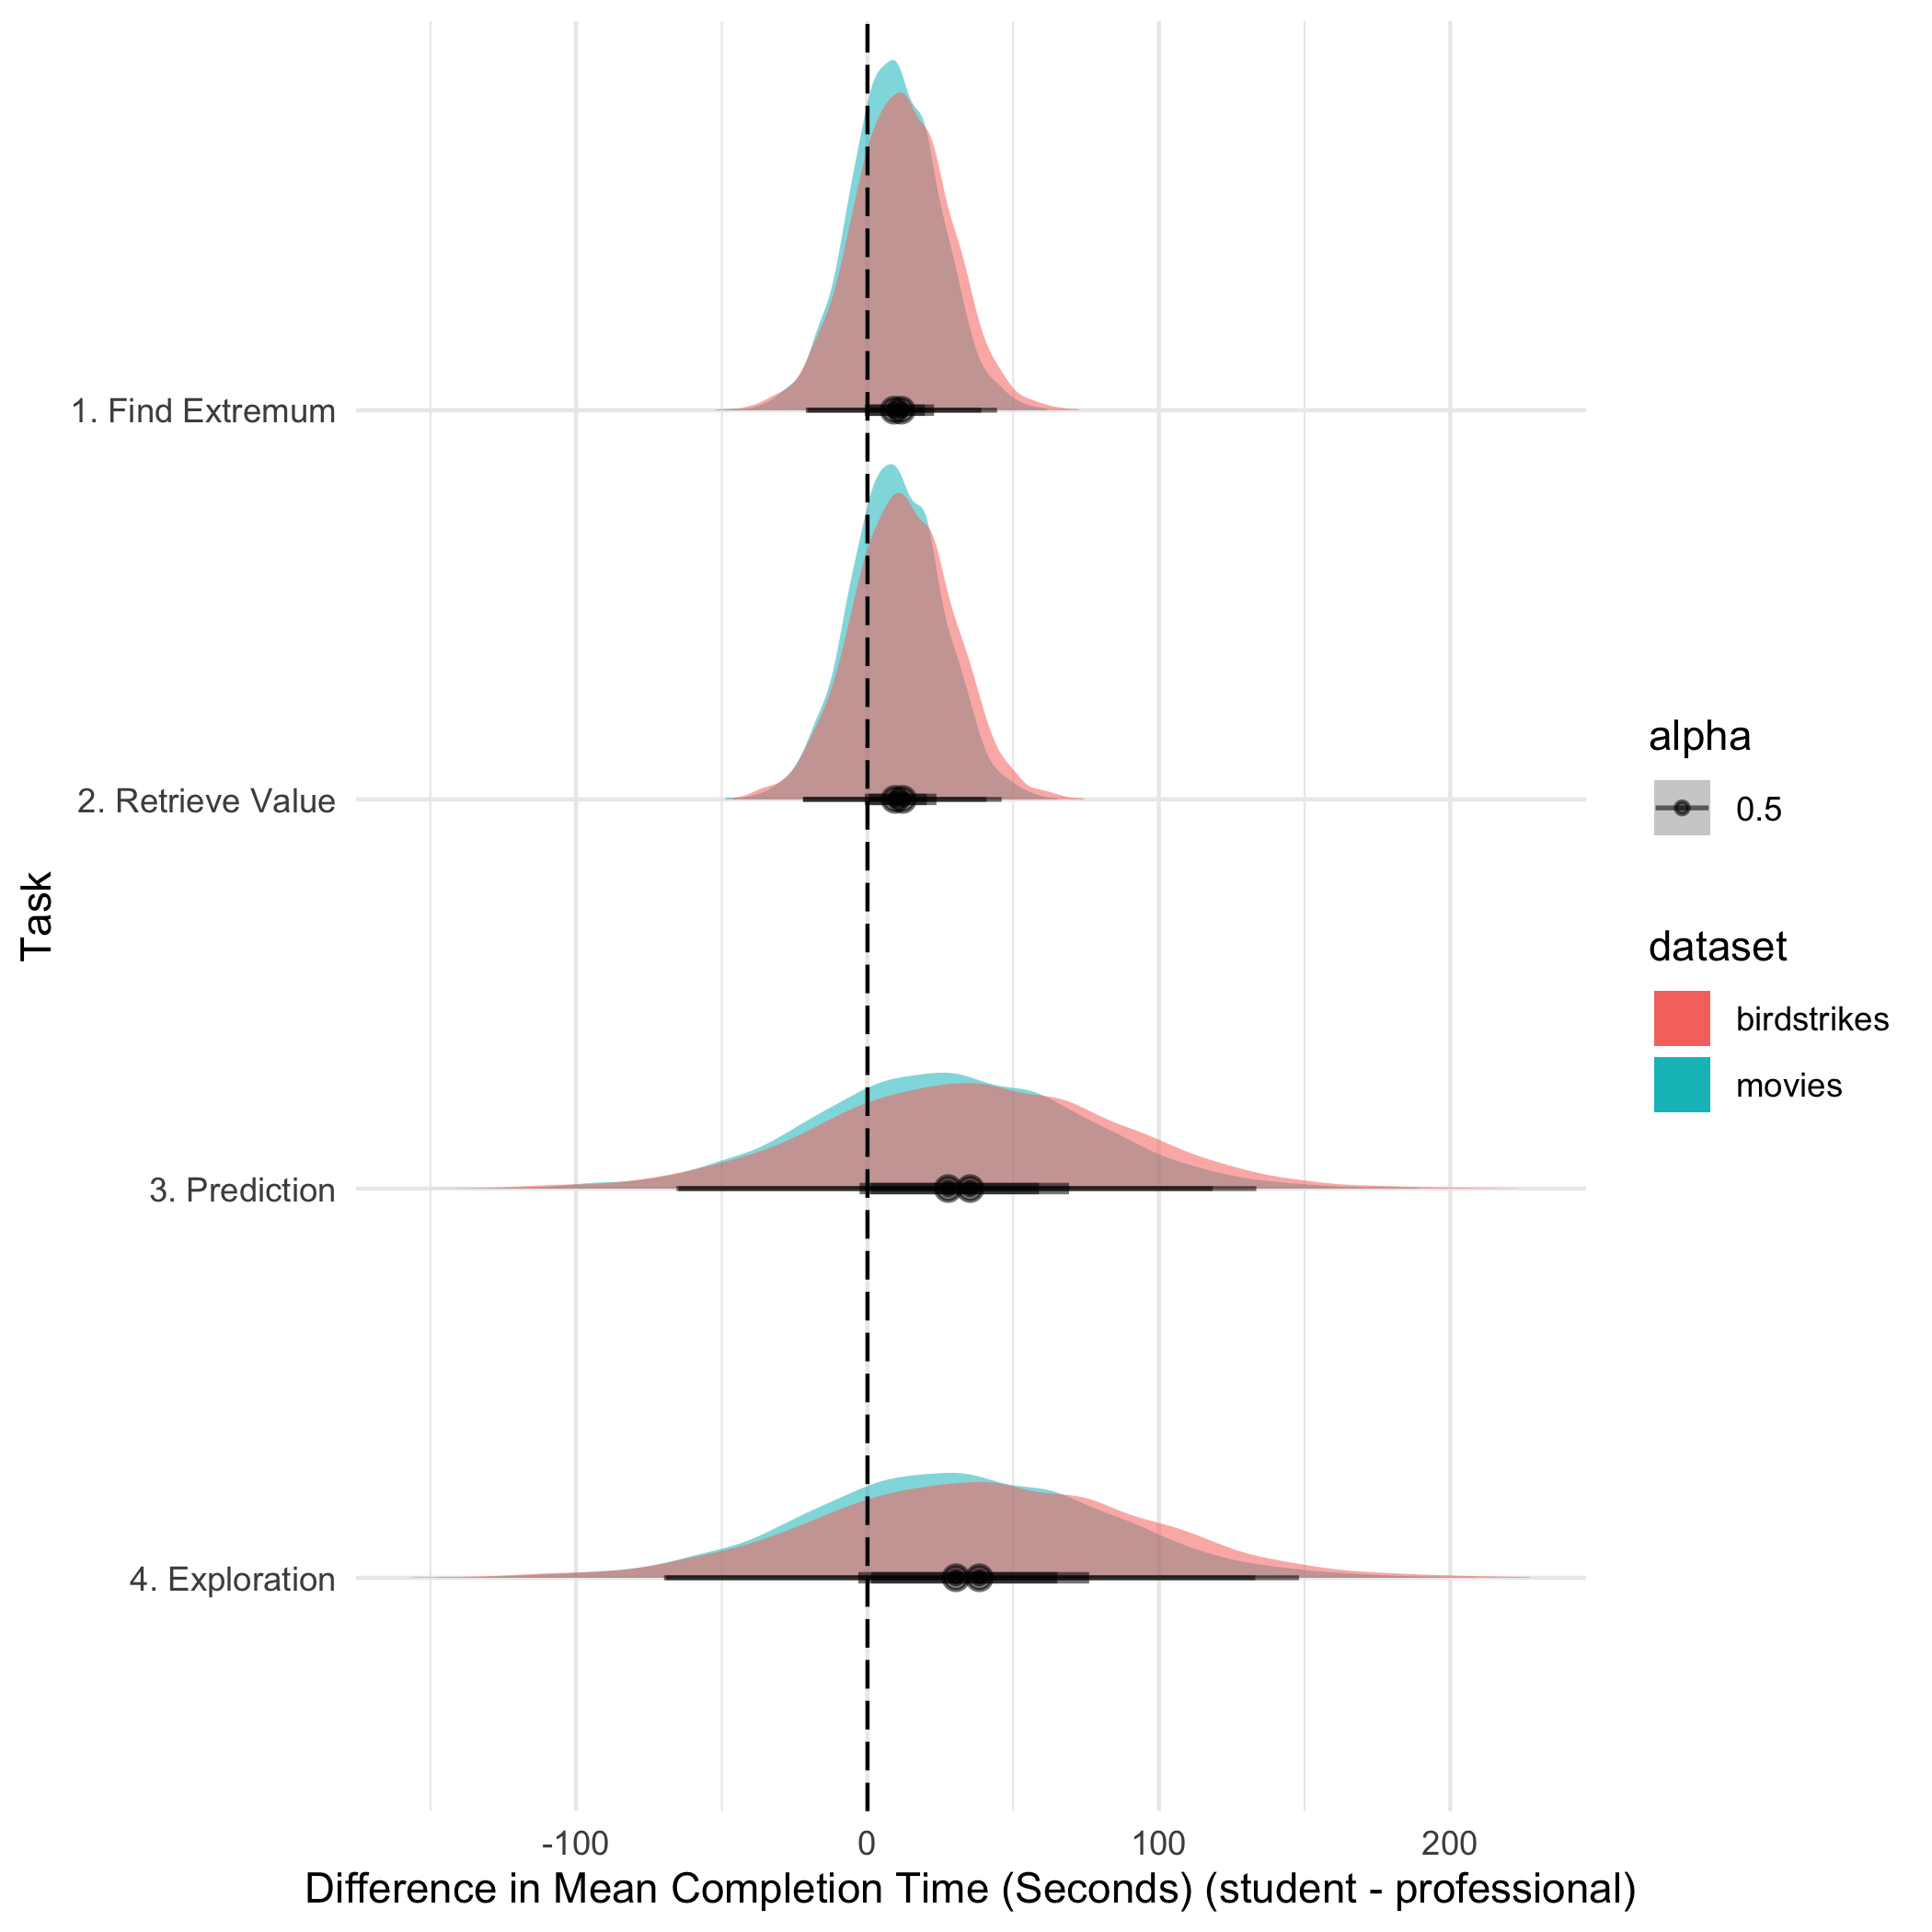 1. Find Extremum
2. Retrieve Value
3. Prediction
4. Exploration
Task
-100
0
100
200
Difference in Mean Completion Time (Seconds) (student - professional)
alpha
0.5
dataset
birdstrikes
movies